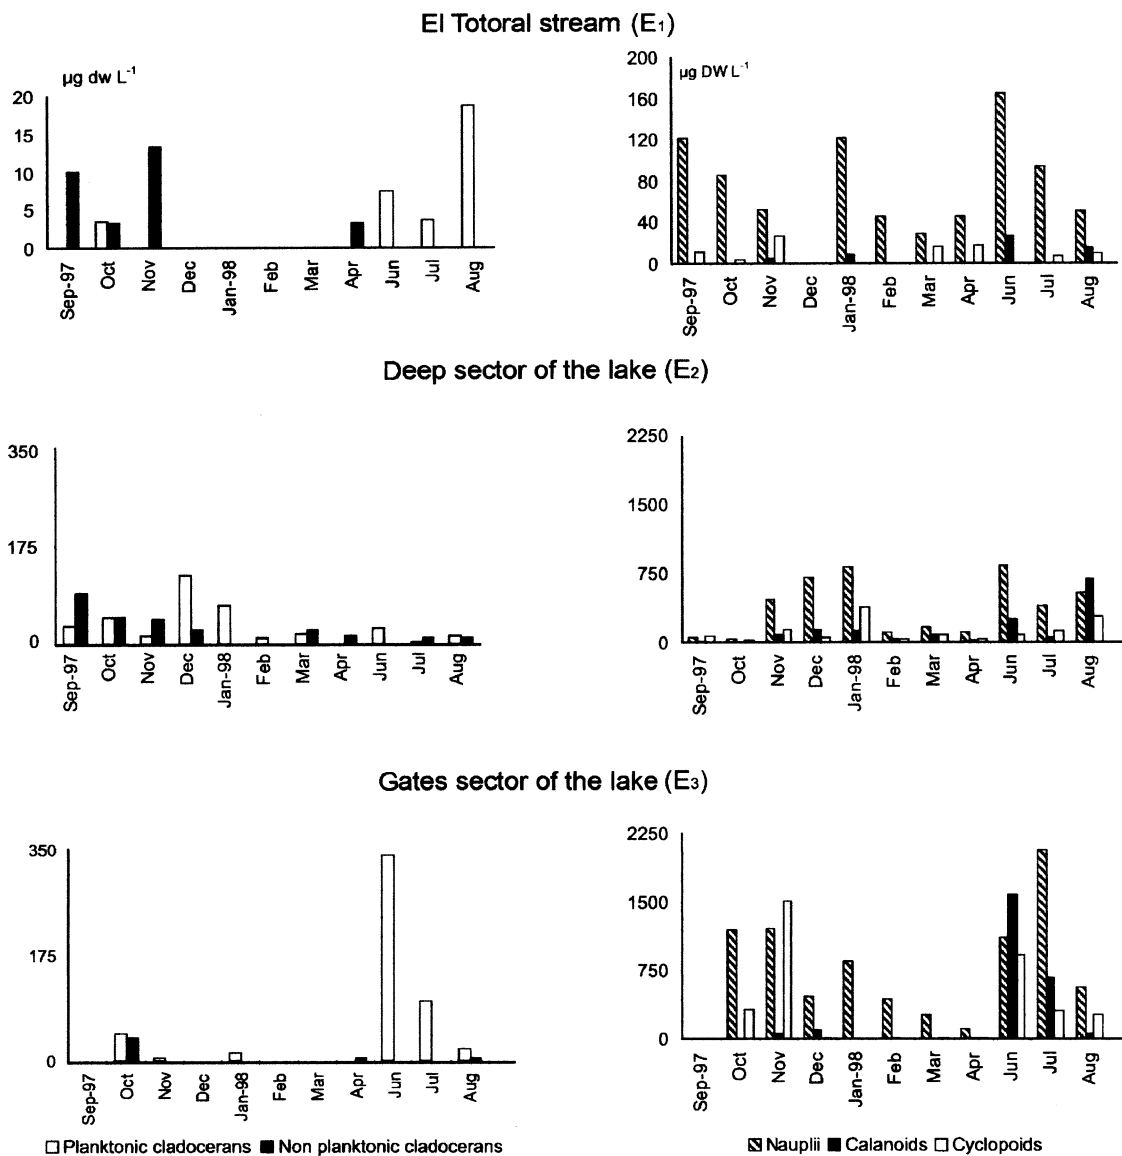 El Totoral stream (E1)
µg dw L-1
20
15
10
5
0
Sep-97 Oct Nov Dec Jan-98 Feb Mar Apr Jun Jul Aug
µg DW L-1
200
160
120
80
40
0
Sep-97 Oct Nov Dec Jan-98 Feb Mar Apr Jun Jul Aug
Deep sector of the lake (E2)
350
175
0
Sep-97 Oct Nov Dec Jan-98 Feb Mar Apr Jun Jul Aug
2250
1500
750
0
Sep-97 Oct Nov Dec Jan-98 Feb Mar Apr Jun Jul Aug
Gates sector of the lake (E3)
350
175
0
Sep-97 Oct Nov Dec Jan-98 Feb Mar Apr Jun Jul Aug
Planktonic cladocerans Non planktonic cladocerans
2250
1500
750
0
Sep-97 Oct Nov Dec Jan-98 Feb Mar Apr Jun Jul Aug
Nauplii Calanoids Cyclopoids